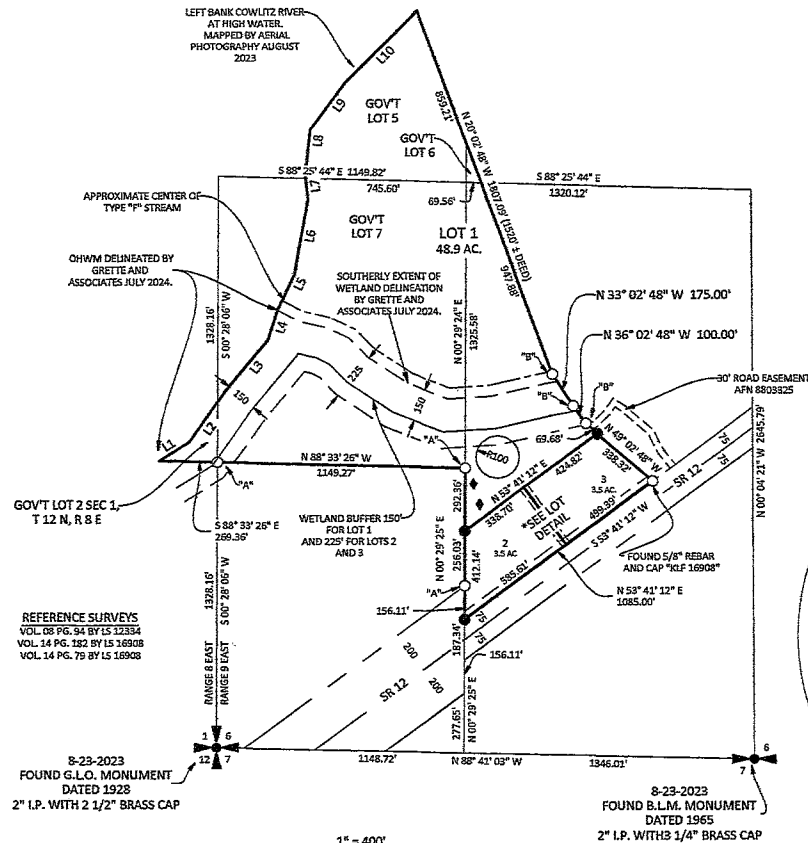 LEFT BANK COWLITZ RIVER
AT HIGH WATER.
MAPPED BY AERIAL
PHOTOGRAPHY AUGUST
2023
L10
L9
L8
GOV'T
LOT 5
GOV'T
LOT 6
859.21'
N 20° 02' 48" W 1807.09' (1520' ± DEED)
947.88'
S 88° 25' 44" E 1149.82'
745.60'
69.56'
S 88° 25' 44" E
1320.12'
APPROXIMATE CENTER OF
TYPE "F" STREAM
L7
L6
GOV'T
LOT 7
LOT 1
48.9 AC.
OHWM DELINEATED BY
GRETTE AND
ASSOCIATES JULY 2024.
SOUTHERLY EXTENT OF
WETLAND DELINEATION
BY GRETTE AND
ASSOCIATES JULY 2024.
L5
L4
L3
L2
L1
1328.16'
S 00° 28' 06" W
N 00° 29' 24" E
1325.58'
N 33° 02' 48" W 175.00'
N 36° 02' 48" W 100.00'
"B"
"B"
"B"
30' ROAD EASEMENT
AFN 8803825
225
150
150
"A"
R100
69.68'
N 49° 02' 48" W
338.32'
75
75
SR 12
2645.79'
N 00° 04' 21" W
N 88° 33' 26" W
1149.27'
"A"
GOV'T LOT 2 SEC 1,
T 12 N, R 8 E
S 88° 33' 26" E
269.36'
WETLAND BUFFER 150'
FOR LOT 1
AND 225' FOR LOTS 2
AND 3
292.36'
N 53° 41' 12" E
424.82'
338.70'
*SEE LOT
DETAIL
3
3.5 AC.
499.39'
S 53° 41' 12" W
2
3.5 AC
585.61'
FOUND 5/8" REBAR
AND CAP "KLF 16908"
N 53° 41' 12" E
1085.00'
N 00° 29' 25" E
256.03'
412.14'
"A"
156.11'
187.34'
75
75
156.11'
REFERENCE SURVEYS
VOL. 08 PG. 94 BY LS 12334
VOL. 14 PG. 182 BY LS 16908
VOL. 14 PG. 79 BY LS 16908
1328.16'
S 00° 28' 06" W
RANGE 8 EAST
RANGE 9 EAST
200
200
SR 12
277.65'
N 00° 29' 25" E
1 6
12 7
1148.72'
N 88° 41' 03" W
1346.01'
6
7
8-23-2023
FOUND G.L.O. MONUMENT
DATED 1928
2" I.P. WITH 2 1/2" BRASS CAP
8-23-2023
FOUND B.L.M. MONUMENT
DATED 1965
2" I.P. WITH3 1/4" BRASS CAP
1" = 400'